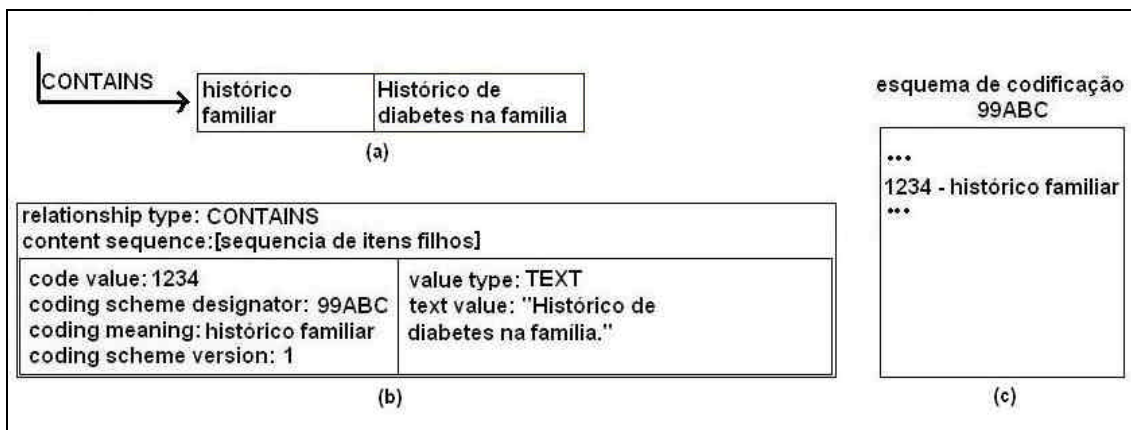 CONTAINS
histórico
familiar
Histórico de
diabetes na família
(a)
relationship type: CONTAINS
content sequence:[sequencia de itens filhos]
code value: 1234
coding scheme designator: 99ABC
coding meaning: histórico familiar
coding scheme version: 1
value type: TEXT
text value: "Histórico de
diabetes na família."
(b)
esquema de codificação
99ABC
...
1234 - histórico familiar
...
(c)